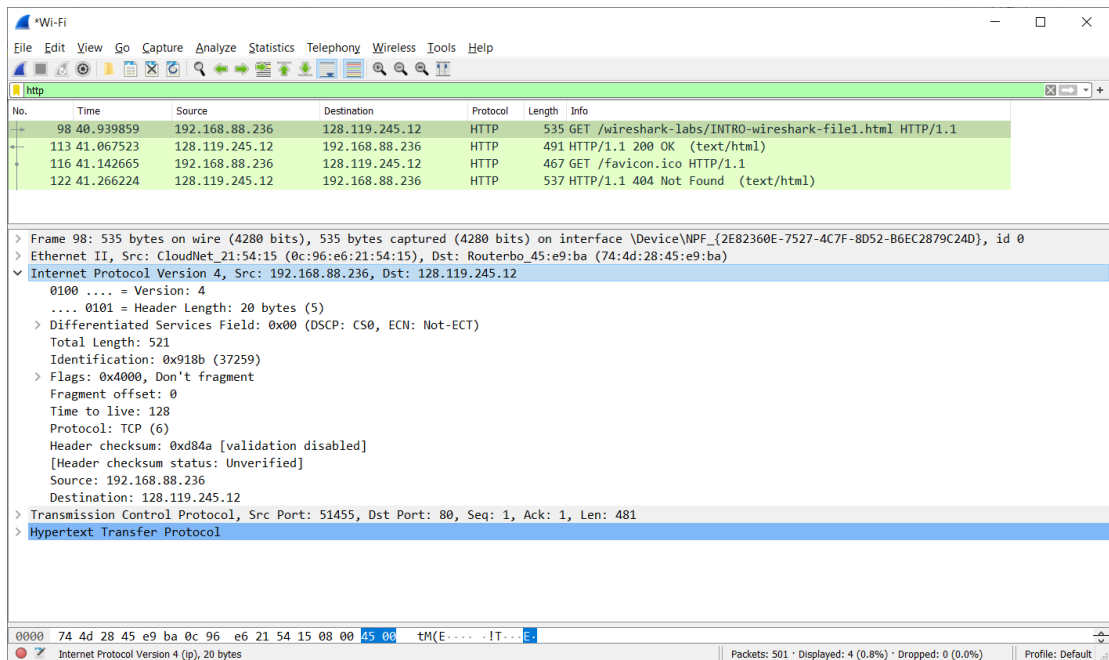 *Wi-Fi
File Edit View Go Capture Analyze Statistics Telephony Wireless Tools Help
http
No. Time Source Destination Protocol Length Info
98 40.939859 192.168.88.236 128.119.245.12 HTTP 535 GET /wireshark-labs/INTRO-wireshark-file1.html HTTP/1.1
113 41.067523 128.119.245.12 192.168.88.236 HTTP 491 HTTP/1.1 200 OK (text/html)
116 41.142665 192.168.88.236 128.119.245.12 HTTP 467 GET /favicon.ico HTTP/1.1
122 41.266224 128.119.245.12 192.168.88.236 HTTP 537 HTTP/1.1 404 Not Found (text/html)
> Frame 98: 535 bytes on wire (4280 bits), 535 bytes captured (4280 bits) on interface \Device\NPF_{2E82360E-7527-4C7F-8D52-B6EC2879C24D}, id 0
> Ethernet II, Src: CloudNet_21:54:15 (0c:96:e6:21:54:15), Dst: Routerbo_45:e9:ba (74:4d:28:45:e9:ba)
Internet Protocol Version 4, Src: 192.168.88.236, Dst: 128.119.245.12
0100 .... = Version: 4
.... 0101 = Header Length: 20 bytes (5)
> Differentiated Services Field: 0x00 (DSCP: CS0, ECN: Not-ECT)
Total Length: 521
Identification: 0x918b (37259)
> Flags: 0x4000, Don't fragment
Fragment offset: 0
Time to live: 128
Protocol: TCP (6)
Header checksum: 0xd84a [validation disabled]
[Header checksum status: Unverified]
Source: 192.168.88.236
Destination: 128.119.245.12
> Transmission Control Protocol, Src Port: 51455, Dst Port: 80, Seq: 1, Ack: 1, Len: 481
> Hypertext Transfer Protocol
0000 74 4d 28 45 e9 ba 0c 96 e6 21 54 15 08 00 45 00 tM(E···· ·!T···E·
Internet Protocol Version 4 (ip), 20 bytes Packets: 501 · Displayed: 4 (0.8%) · Dropped: 0 (0.0%) Profile: Default